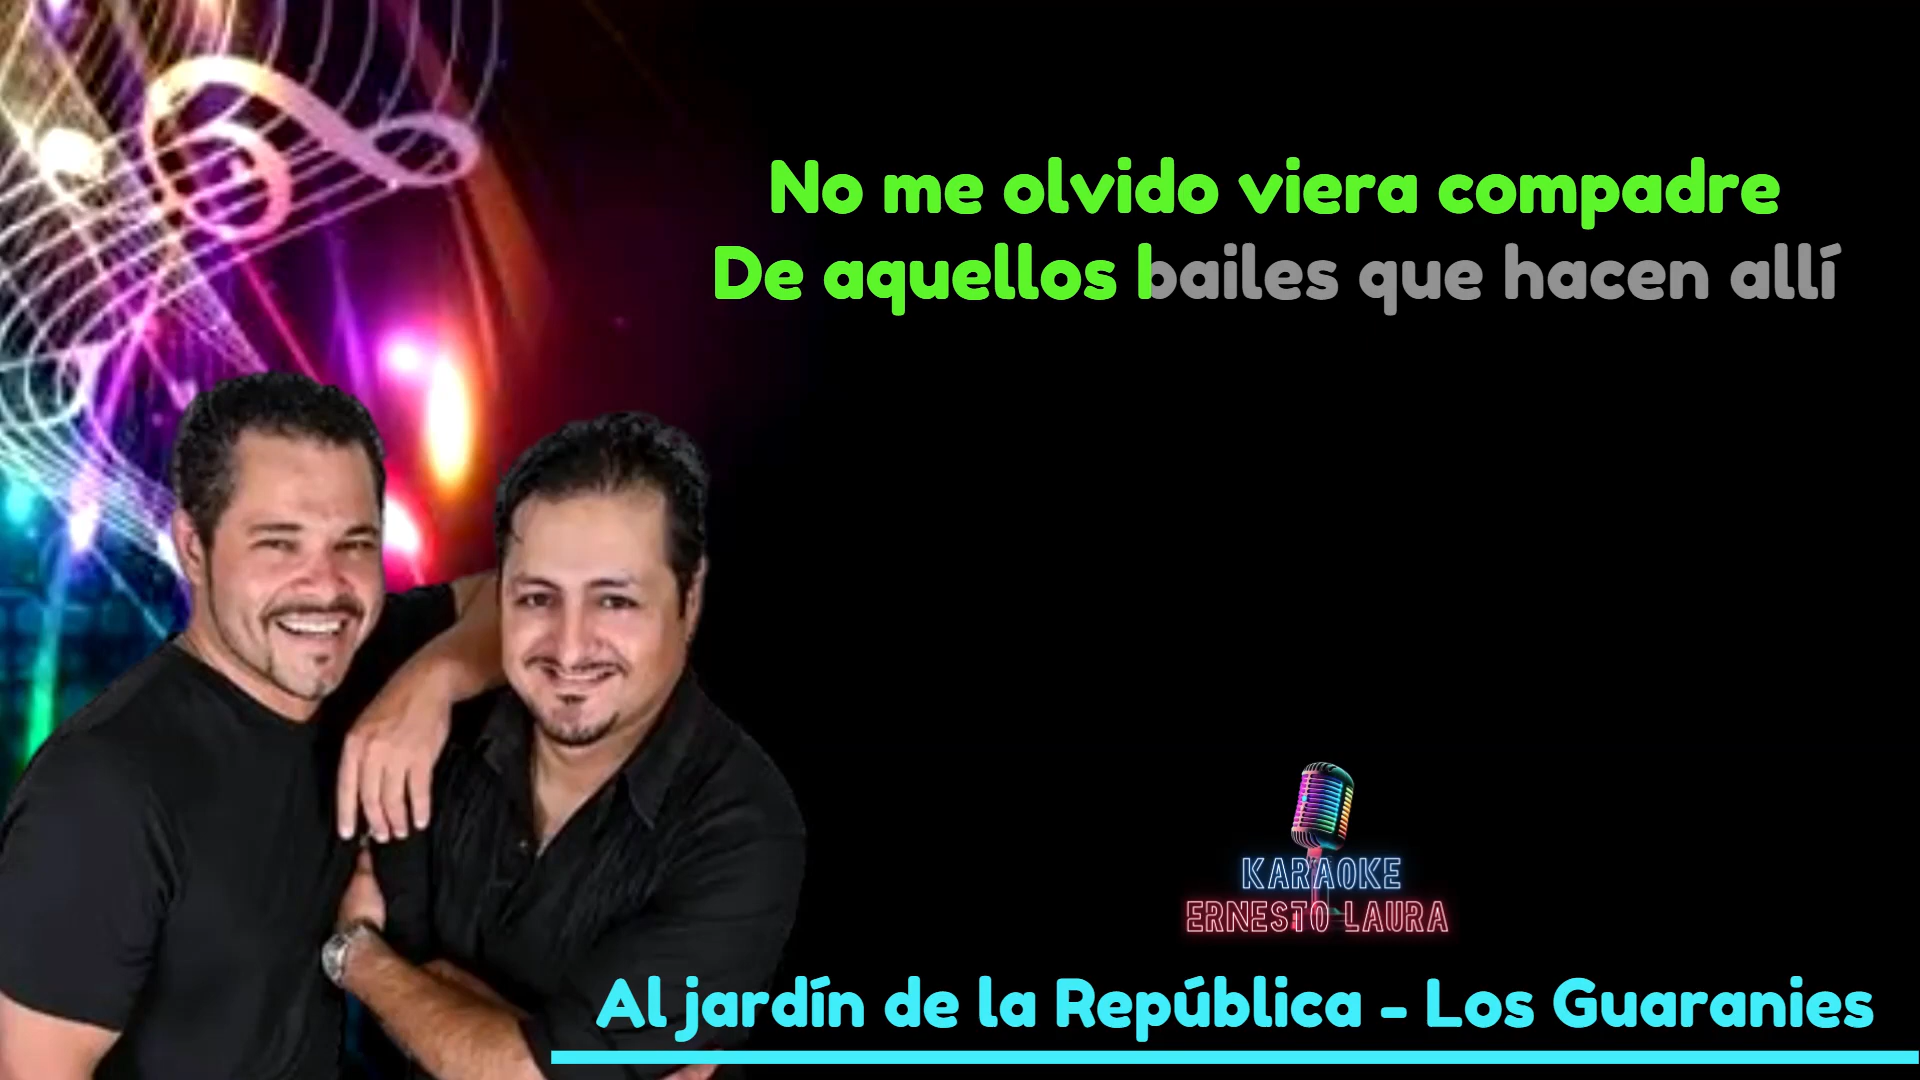 No me olvido viera compadre
De aquellos bailes que hacen allí
KARAOKE
ERNESTO LAURA
Al jardín de la República - Los Guaranies